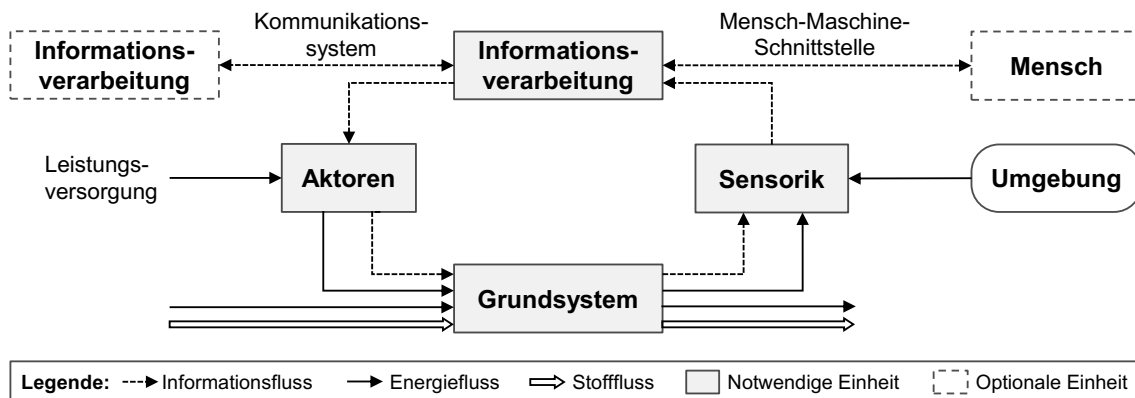 Kommunikations-
system
Mensch-Maschine-
Schnittstelle
Informations-
verarbeitung
Informations-
verarbeitung
Mensch
Leistungs-
versorgung
Aktoren
Sensorik
Umgebung
Grundsystem
Legende: Informationsfluss Energiefluss Stofffluss Notwendige Einheit Optionale Einheit